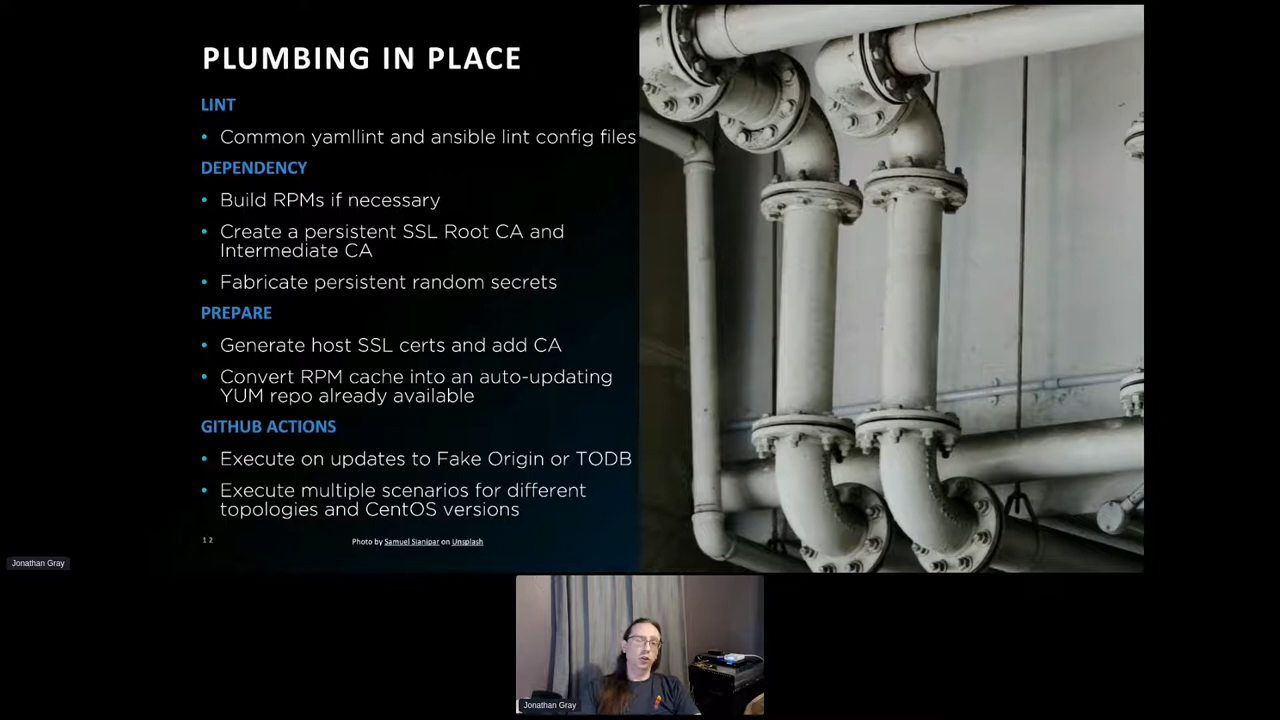 PLUMBING IN PLACE
LINT
• Common yamllint and ansible lint config files
DEPENDENCY
• Build RPMs if necessary
• Create a persistent SSL Root CA and
Intermediate CA
• Fabricate persistent random secrets
PREPARE
• Generate host SSL certs and add CA
• Convert RPM cache into an auto-updating
YUM repo already available
GITHUB ACTIONS
• Execute on updates to Fake Origin or TODB
• Execute multiple scenarios for different
topologies and CentOS versions
12
Photo by Samuel Sianipar on Unsplash
Jonathan Gray
Jonathan Gray